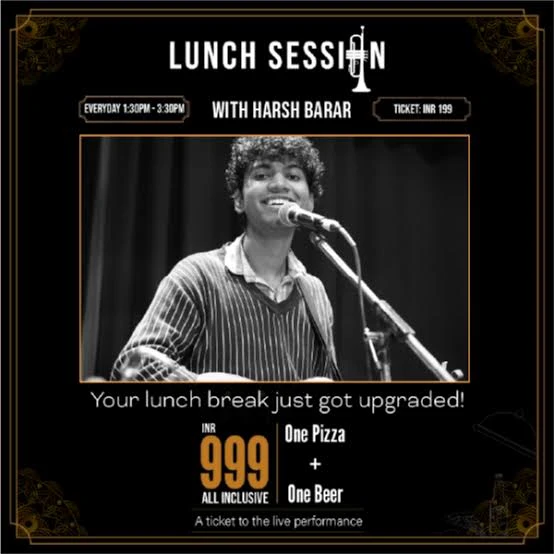 LUNCH SESSION
EVERYDAY 1:30PM - 3:30PM
WITH HARSH BARAR
TICKET: INR 199
Your lunch break just got upgraded!
INR
999
ALL INCLUSIVE
One Pizza
+
One Beer
A ticket to the live performance